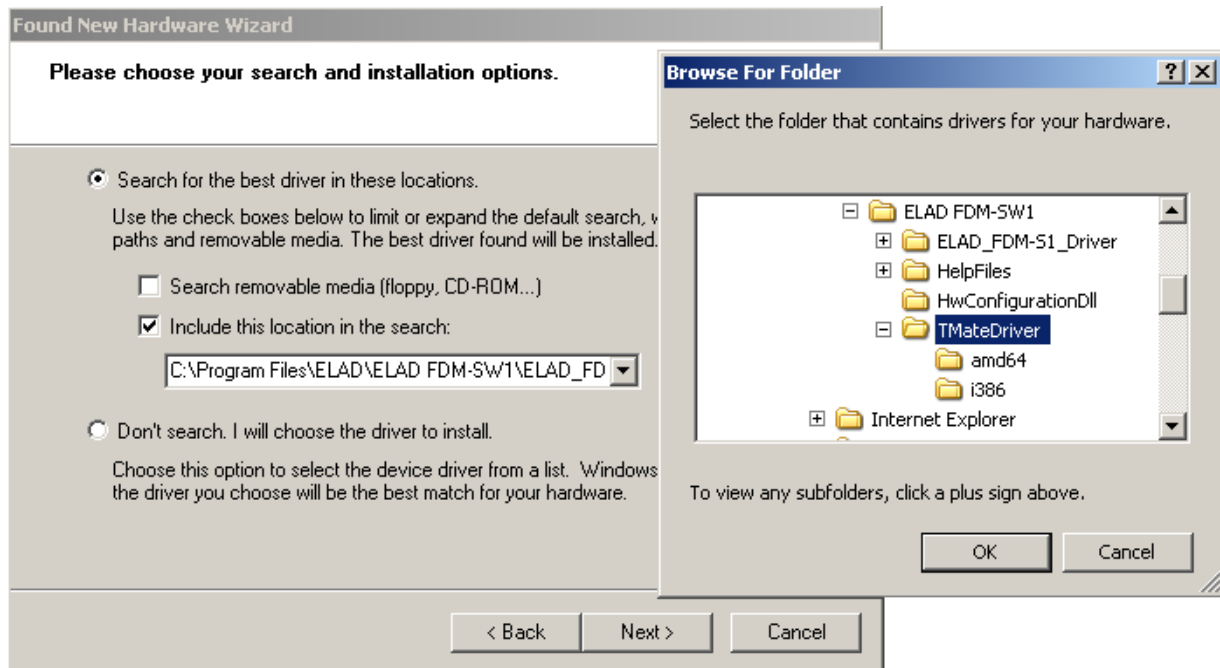 Found New Hardware Wizard
Please choose your search and installation options.
Search for the best driver in these locations.
Use the check boxes below to limit or expand the default search,
paths and removable media. The best driver found will be installed.
Search removable media (floppy, CD-ROM...)
Include this location in the search:
C:\Program Files\ELAD\ELAD FDM-SW1\ELAD_FD
Don't search. I will choose the driver to install.
Choose this option to select the device driver from a list. Windows
the driver you choose will be the best match for your hardware.
< Back
Next >
Cancel
Browse For Folder
Select the folder that contains drivers for your hardware.
ELAD FDM-SW1
ELAD_FDM-S1_Driver
HelpFiles
HwConfigurationDll
TMateDriver
amd64
i386
Internet Explorer
To view any subfolders, click a plus sign above.
OK
Cancel